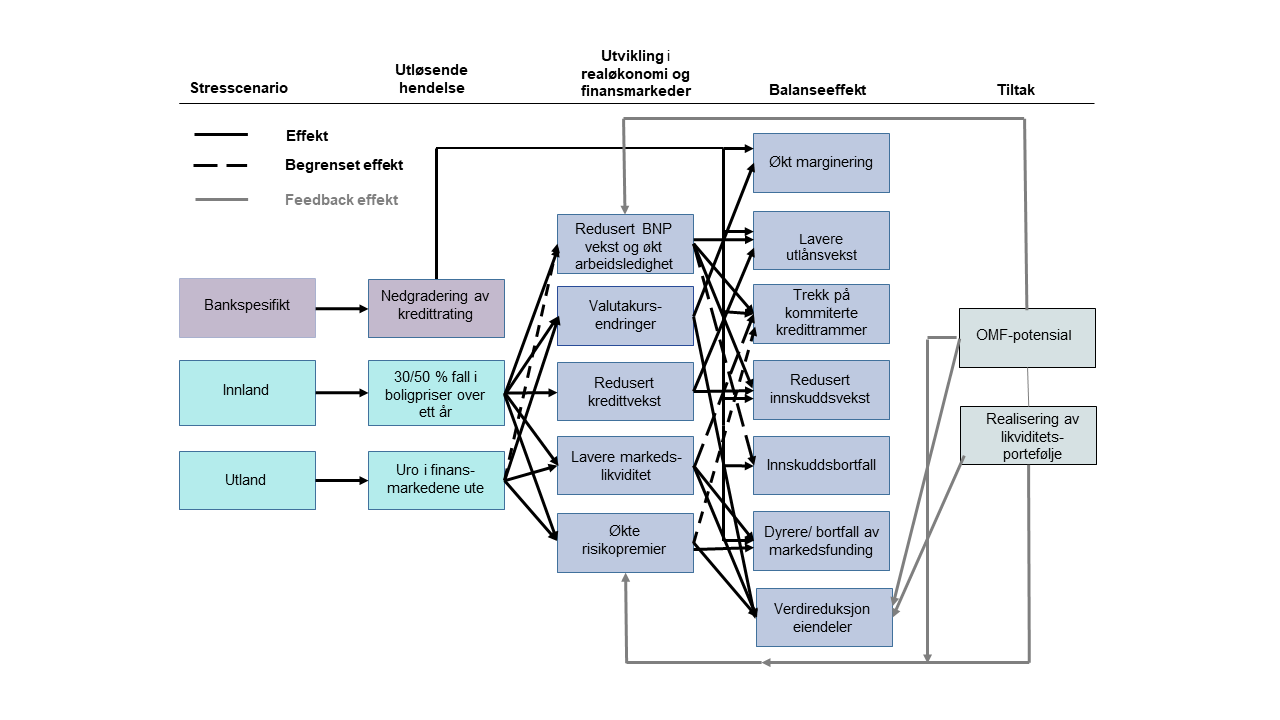 Stresscenario
Utløsende
hendelse
Utvikling i
realøkonomi og
finansmarkeder
Balanseeffekt
Tiltak
Effekt
Begrenset effekt
Feedback effekt
Bankspesifikt
Innland
Utland
Nedgradering av
kredittrating
30/50 % fall i
boligpriser over
ett år
Uro i finans-
markedene ute
Redusert BNP
vekst og økt
arbeidsledighet
Valutakurs-
endringer
Redusert
kredittvekst
Lavere markeds-
likviditet
Økte
risikopremier
Økt marginering
Lavere
utlånsvekst
Trekk på
kommiterte
kredittrammer
Redusert
innskuddsvekst
Innskuddsbortfall
Dyrere/ bortfall av
markedsfunding
Verdireduksjon
eiendeler
OMF-potensial
Realisering av
likviditets-
portefølje